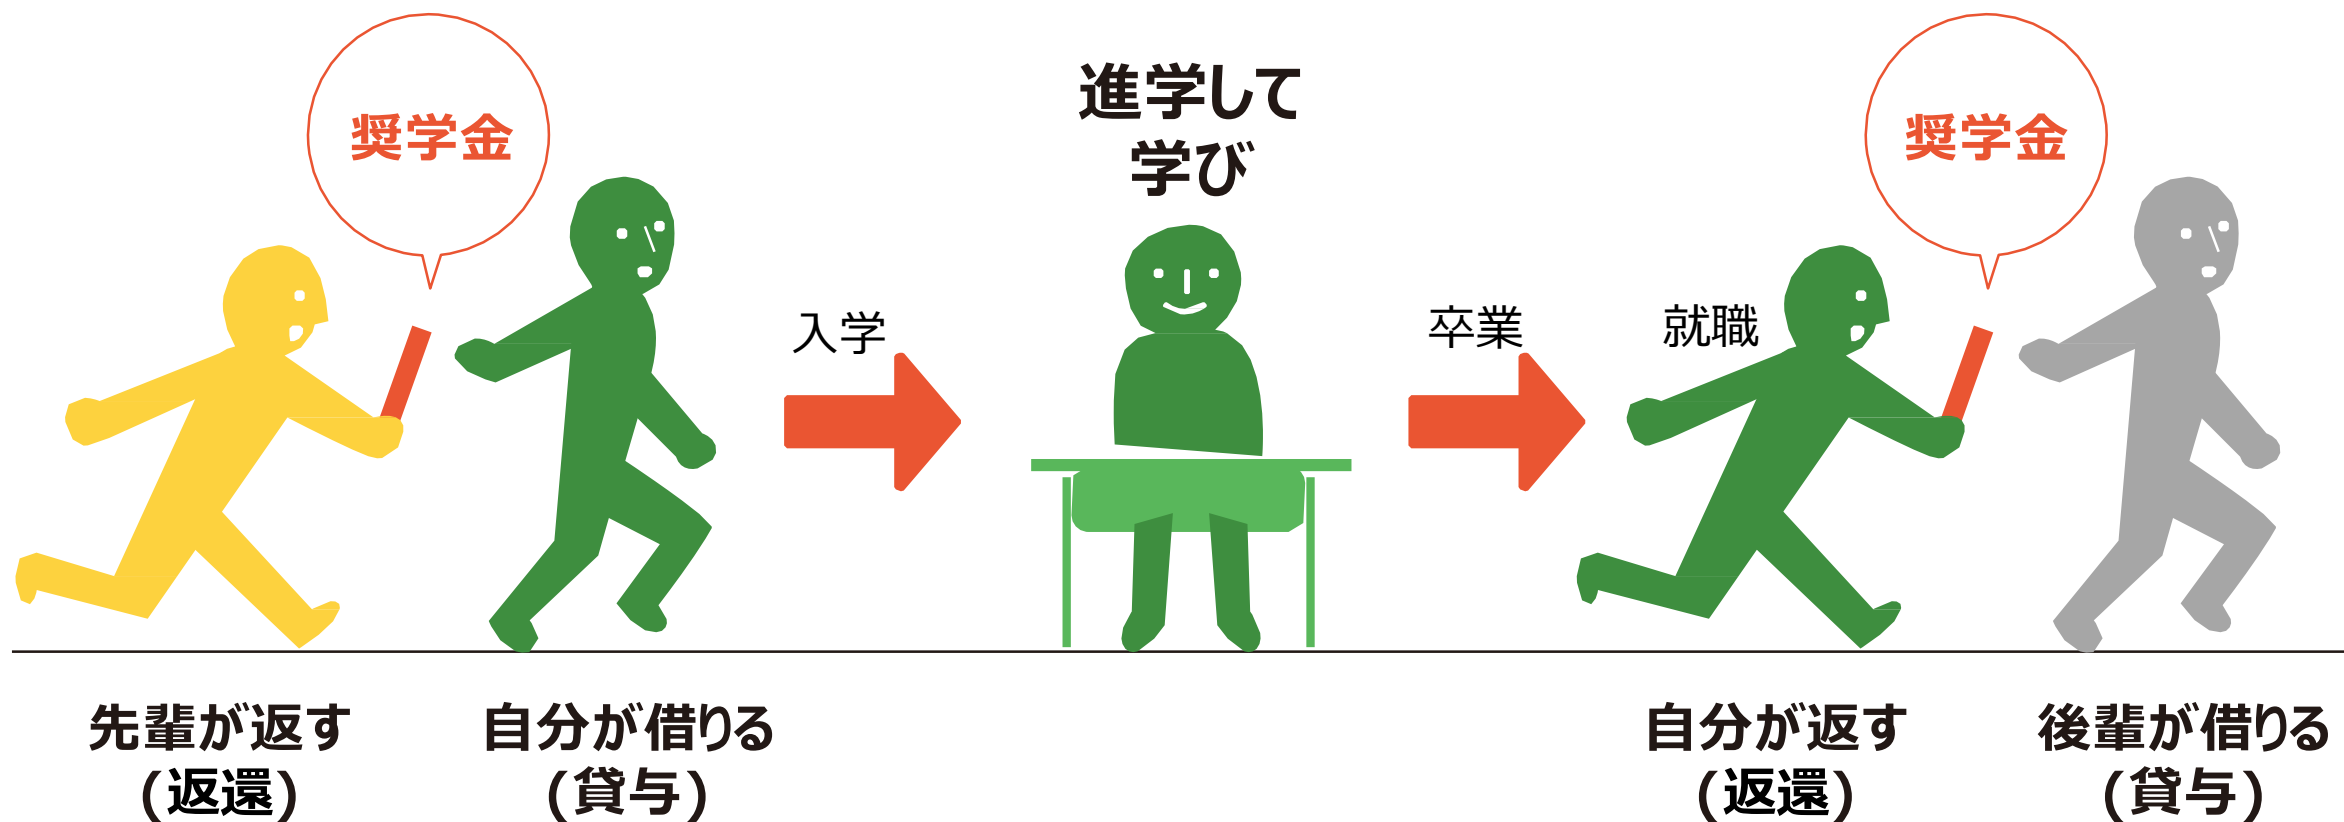 奨学金
進学して
学び
奨学金
入学
卒業
就職
先輩が返す
(返還)
自分が借りる
(貸与)
自分が返す
(返還)
後輩が借りる
(貸与)